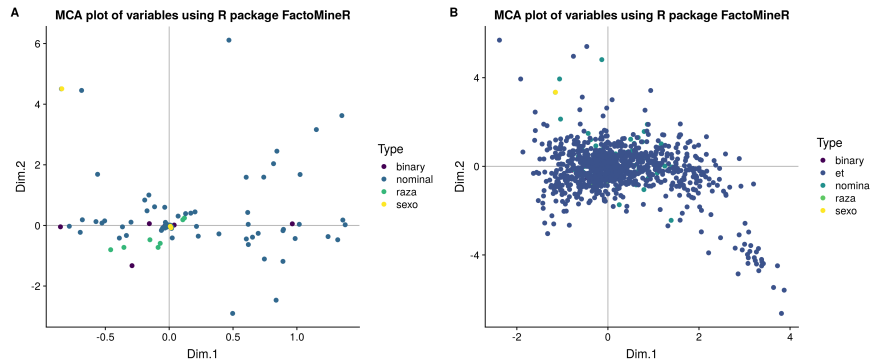 A
MCA plot of variables using R package FactoMineR
6
4
2
0
-2
-0.5
0.0
0.5
1.0
Dim.1
Dim.2
Type
binary
nominal
raza
sexo
B
MCA plot of variables using R package FactoMineR
4
0
-4
-2
0
2
4
Dim.1
Dim.2
Type
binary
et
nomina
raza
sexo